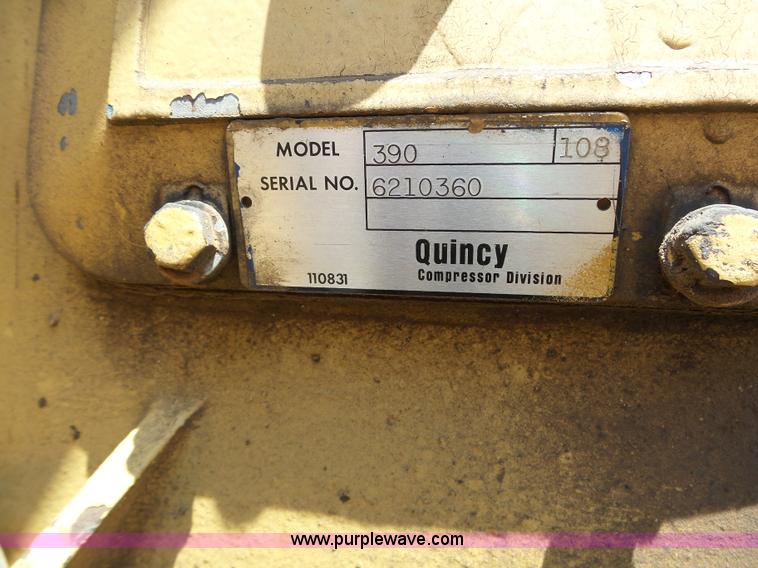 MODEL 390 108
SERIAL NO. 6210360
Quincy
110831 Compressor Division
www.purplewave.com